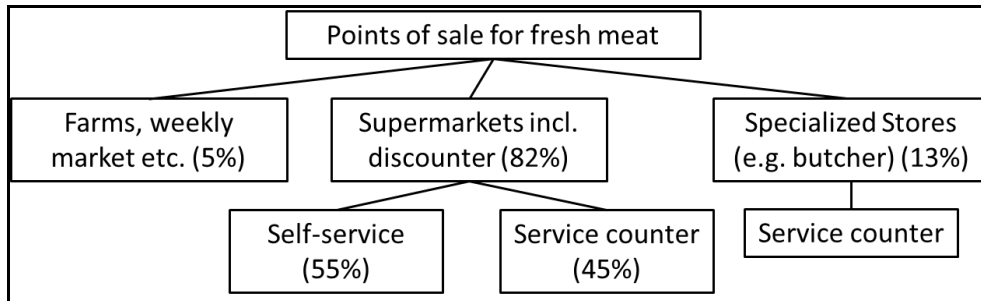 Points of sale for fresh meat
Farms, weekly
market etc. (5%)
Supermarkets incl.
discounter (82%)
Specialized Stores
(e.g. butcher) (13%)
Self-service
(55%)
Service counter
(45%)
Service counter